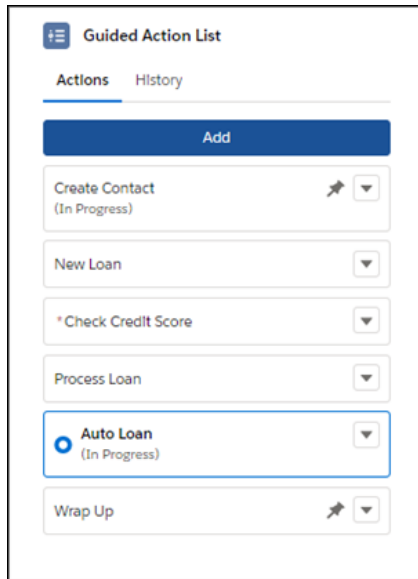 Guided Action List
Actions History
Add
Create Contact
(In Progress)
New Loan
*Check Credit Score
Process Loan
Auto Loan
(In Progress)
Wrap Up